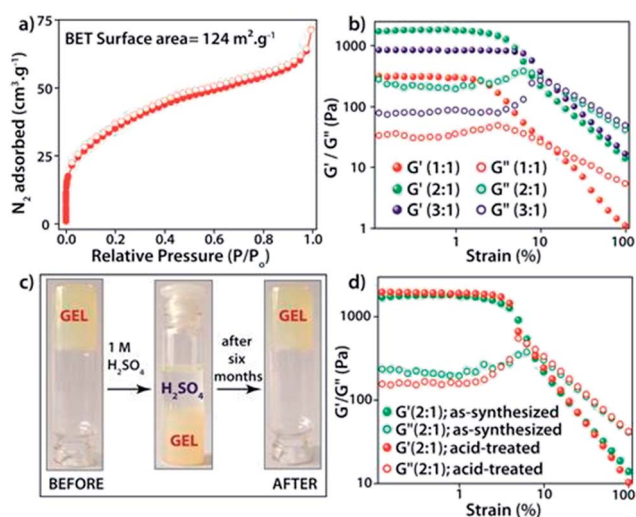 a)
BET Surface area= 124 m².g⁻¹
N₂ adsorbed (cm³.g⁻¹)
75
50
25
0
0.0 0.2 0.4 0.6 0.8 1.0
Relative Pressure (P/Pₒ)
b)
G' / G" (Pa)
1000
100
10
1
G' (1:1) G" (1:1)
G' (2:1) G" (2:1)
G' (3:1) G" (3:1)
1 10 100
Strain (%)
c)
GEL
BEFORE
1 M
H₂SO₄
H₂SO₄
GEL
after
six
months
GEL
AFTER
d)
G'/G" (Pa)
1000
100
10
G'(2:1); as-synthesized
G"(2:1); as-synthesized
G'(2:1); acid-treated
G"(2:1); acid-treated
1 10 100
Strain (%)